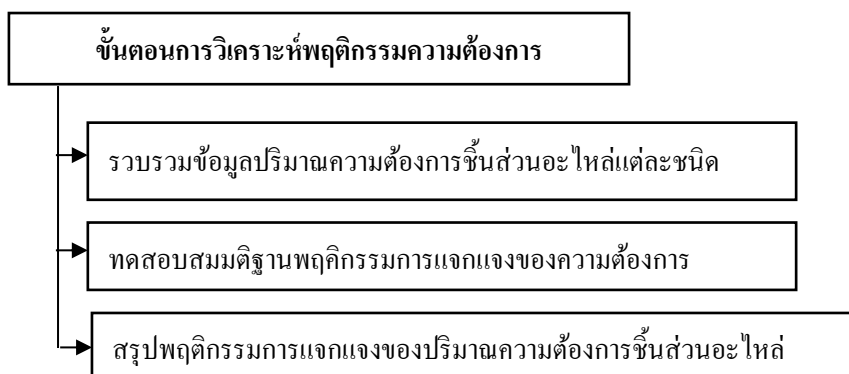 ขั้นตอนการวิเคราะห์พฤติกรรมความต้องการ
รวบรวมข้อมูลปริมาณความต้องการชิ้นส่วนอะไหล่แต่ละชนิด
ทดสอบสมมติฐานพฤคิกรรมการแจกแจงของความต้องการ
สรุปพฤติกรรมการแจกแจงของปริมาณความต้องการชิ้นส่วนอะไหล่